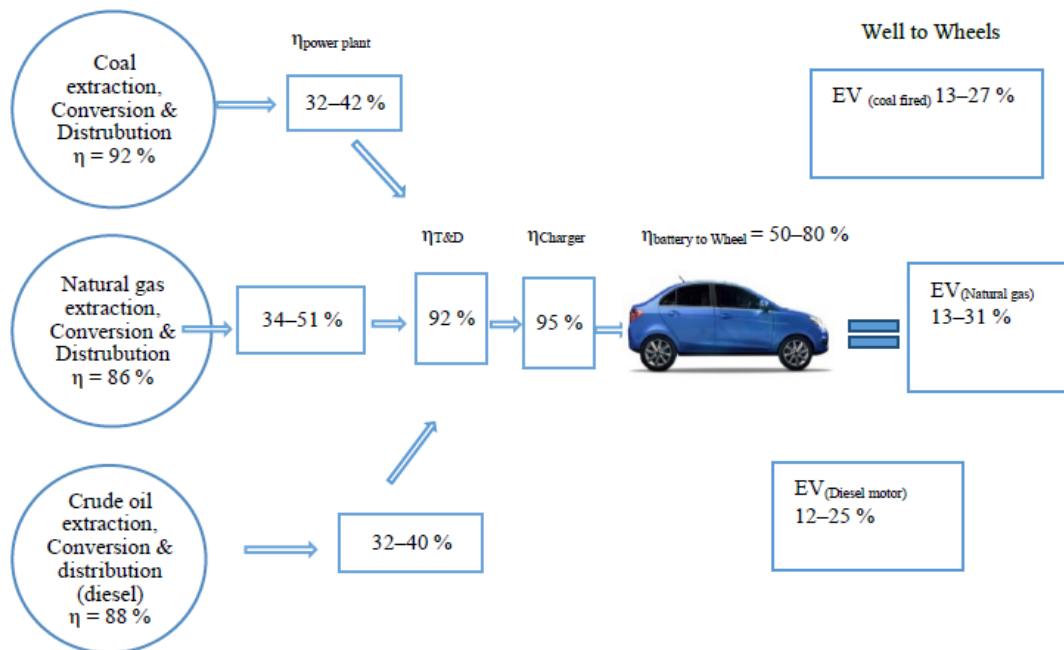 Coal
extraction,
Conversion &
Distrubution
η = 92 %
ηpower plant
32–42 %
Well to Wheels
EV (coal fired) 13–27 %
Natural gas
extraction,
Conversion &
Distrubution
η = 86 %
34–51 %
ηT&D
92 %
ηCharger
95 %
ηbattery to Wheel = 50–80 %
EV(Natural gas)
13–31 %
Crude oil
extraction,
Conversion &
distribution
(diesel)
η = 88 %
32–40 %
EV(Diesel motor)
12–25 %